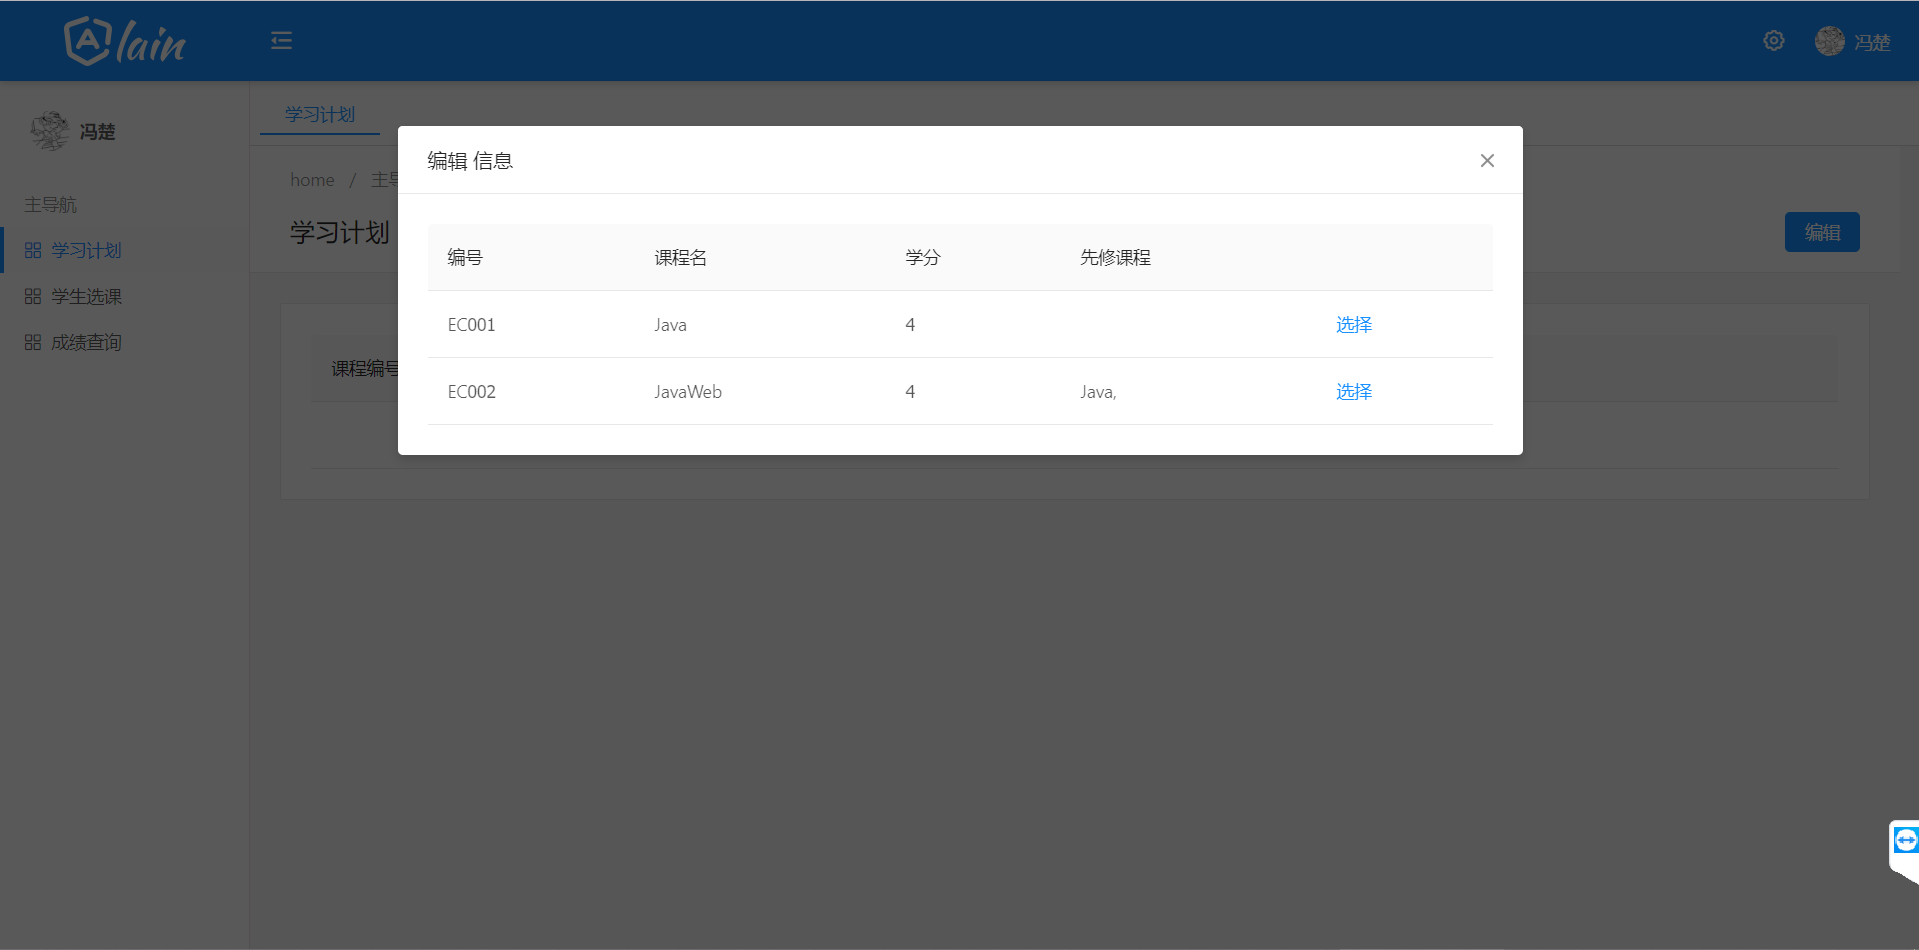 Alain
冯楚
冯楚
主导航
学习计划
学生选课
成绩查询
学习计划
home / 主导
学习计划
编辑
课程编号
编辑 信息
编号 课程名 学分 先修课程
EC001 Java 4 选择
EC002 JavaWeb 4 Java, 选择